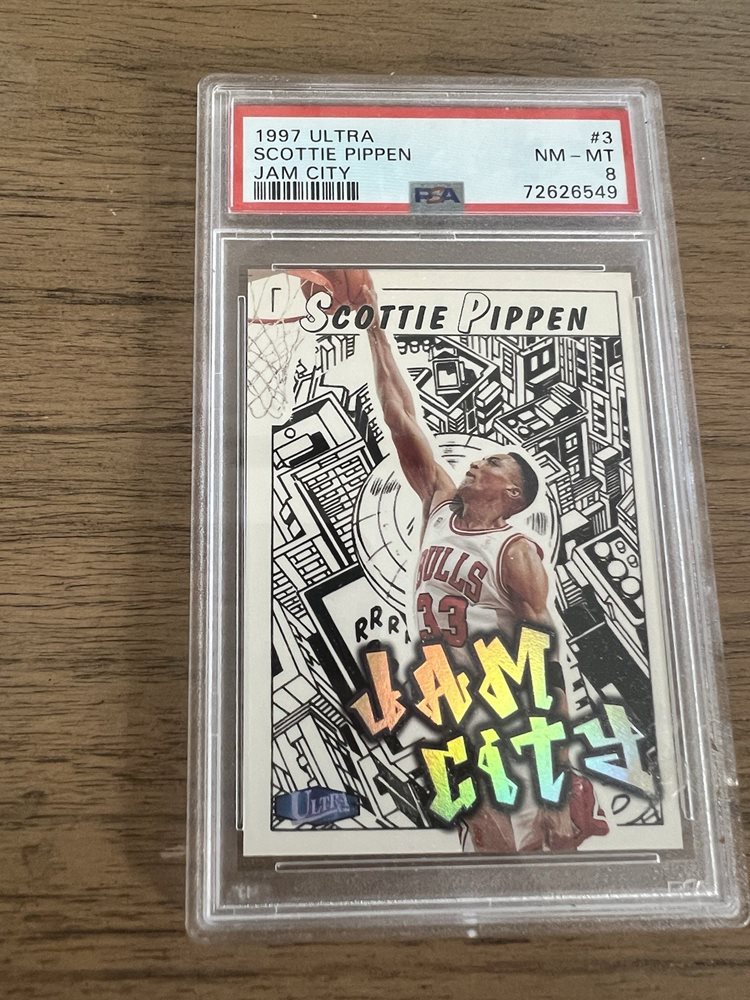 1997 ULTRA #3
SCOTTIE PIPPEN NM - MT
JAM CITY 8
PSA 72626549
SCOTTIE PIPPEN
BULLS
33
RRR
JAM
CITY
ULTRA